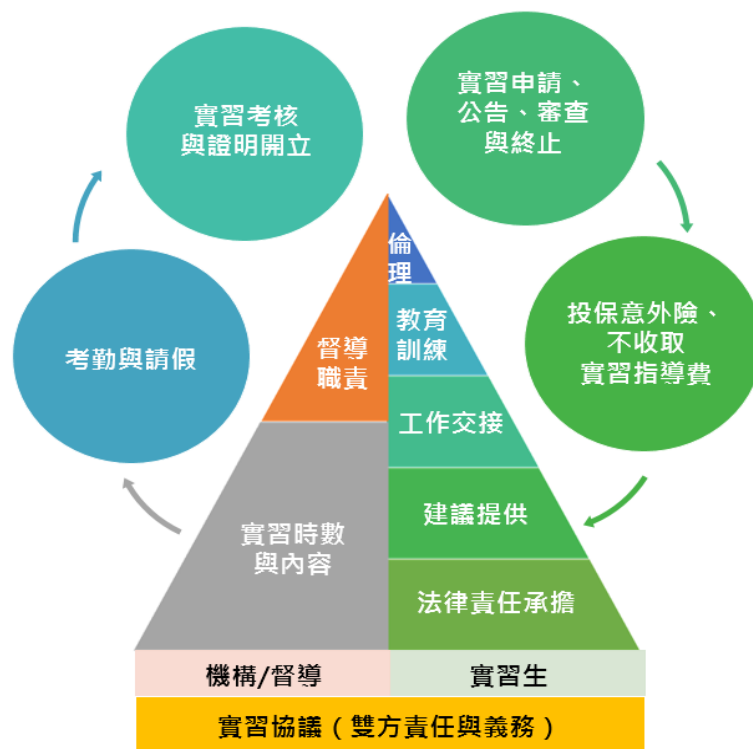 實習考核
與證明開立
實習申請、
公告、審查
與終止
考勤與請假
投保意外險、
不收取
實習指導費
督導
職責
實習時數
與內容
倫
理
教育
訓練
工作交接
建議提供
法律責任承擔
機構/督導
實習生
實習協議（雙方責任與義務）